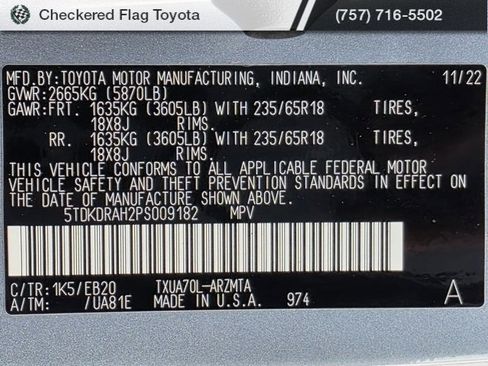 Checkered Flag Toyota (757) 716-5502
MFD.BY:TOYOTA MOTOR MANUFACTURING, INDIANA, INC. 11/22
GVWR:2665KG (5870LB)
GAWR:FRT. 1635KG (3605LB) WITH 235/65R18 TIRES,
18X8J RIMS.
RR. 1635KG (3605LB) WITH 235/65R18 TIRES,
18X8J RIMS.
THIS VEHICLE CONFORMS TO ALL APPLICABLE FEDERAL MOTOR
VEHICLE SAFETY AND THEFT PREVENTION STANDARDS IN EFFECT ON
THE DATE OF MANUFACTURE SHOWN ABOVE.
5TDKDRAH2PS009182 MPV
C/TR:1K5/EB20 TXUA70L-ARZMTA
A/TM: /UA81E MADE IN U.S.A. 974 A